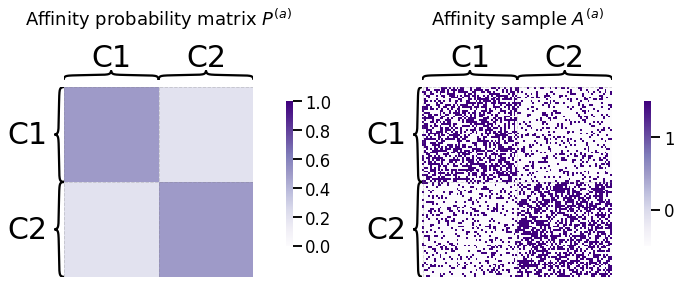 Affinity probability matrix P^(a)
C1 C2
C1
C2
1.0
0.8
0.6
0.4
0.2
0.0
Affinity sample A^(a)
C1 C2
C1
C2
1
0